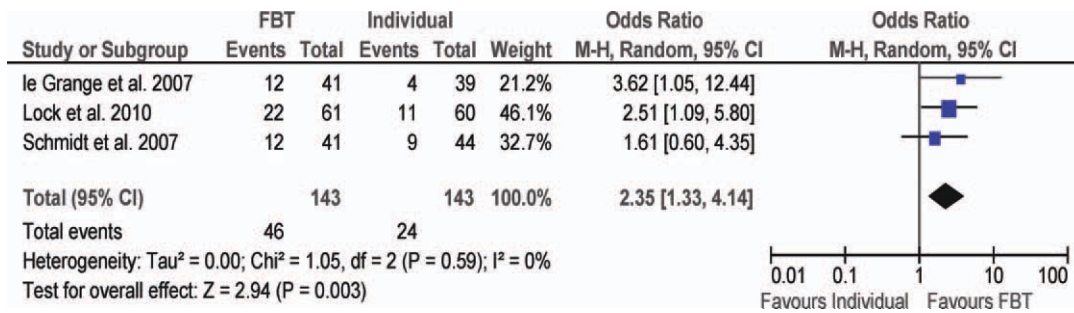 FBT Individual Odds Ratio Odds Ratio
Study or Subgroup Events Total Events Total Weight M-H, Random, 95% CI M-H, Random, 95% CI
le Grange et al. 2007 12 41 4 39 21.2% 3.62 [1.05, 12.44]
Lock et al. 2010 22 61 11 60 46.1% 2.51 [1.09, 5.80]
Schmidt et al. 2007 12 41 9 44 32.7% 1.61 [0.60, 4.35]
Total (95% CI) 143 143 100.0% 2.35 [1.33, 4.14]
Total events 46 24
Heterogeneity: Tau² = 0.00; Chi² = 1.05, df = 2 (P = 0.59); I² = 0%
Test for overall effect: Z = 2.94 (P = 0.003)
0.01 0.1 1 10 100
Favours Individual Favours FBT